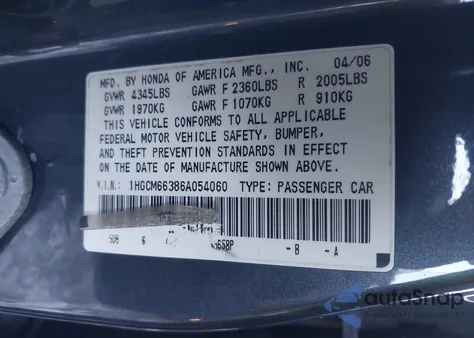 MFD. BY HONDA OF AMERICA MFG., INC. 04/06
GVWR 4345LBS GAWR F 2360LBS R 2005LBS
GVWR 1970KG GAWR F 1070KG R 910KG
THIS VEHICLE CONFORMS TO ALL APPLICABLE
FEDERAL MOTOR VEHICLE SAFETY, BUMPER,
AND THEFT PREVENTION STANDARDS IN EFFECT
ON THE DATE OF MANUFACTURE SHOWN ABOVE.
V.I.N.: 1HGCM66386A054060 TYPE: PASSENGER CAR
SD6 6 -B -A
autoSnap